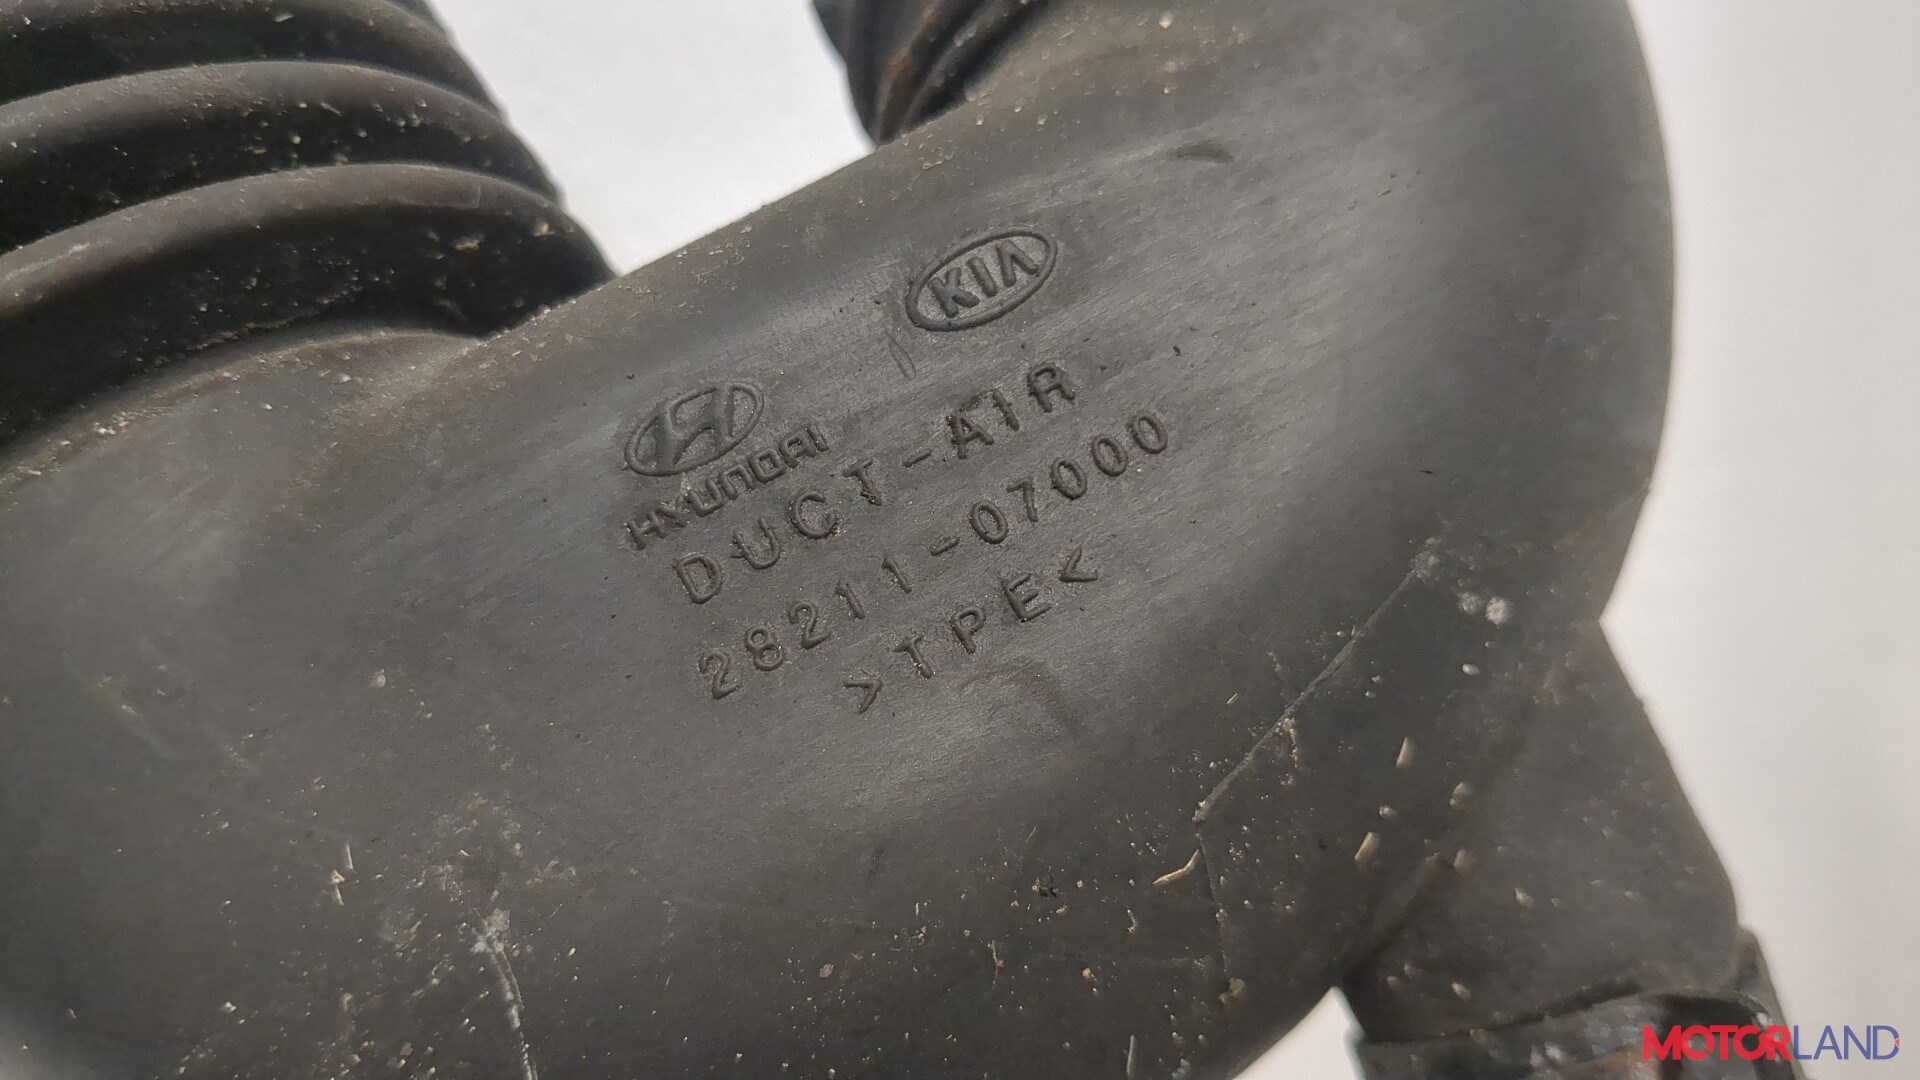 KIA
HYUNDAI
DUCT-AIR
28211-07000
>TPE<
MOTORLAND